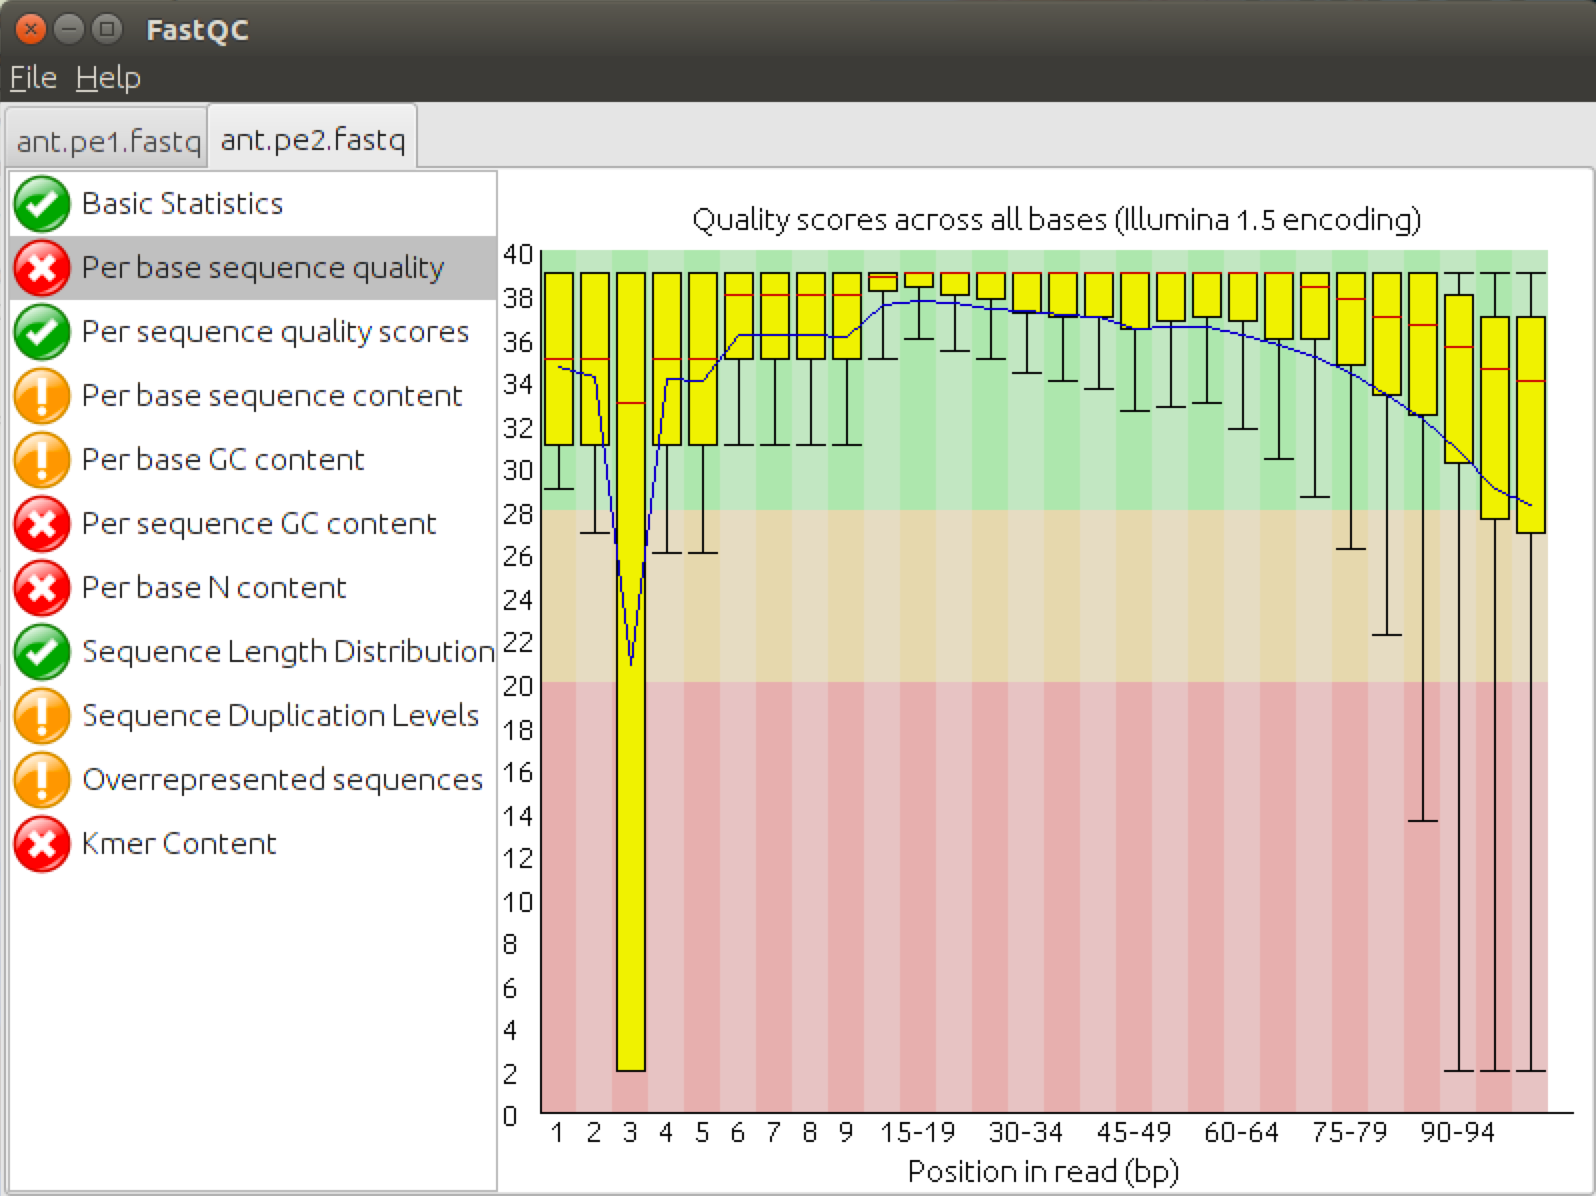 FastQC
File Help
ant.pe1.fastq ant.pe2.fastq
Basic Statistics
Per base sequence quality
Per sequence quality scores
Per base sequence content
Per base GC content
Per sequence GC content
Per base N content
Sequence Length Distribution
Sequence Duplication Levels
Overrepresented sequences
Kmer Content
Quality scores across all bases (Illumina 1.5 encoding)
40
38
36
34
32
30
28
26
24
22
20
18
16
14
12
10
8
6
4
2
0
1 2 3 4 5 6 7 8 9 15-19 30-34 45-49 60-64 75-79 90-94
Position in read (bp)